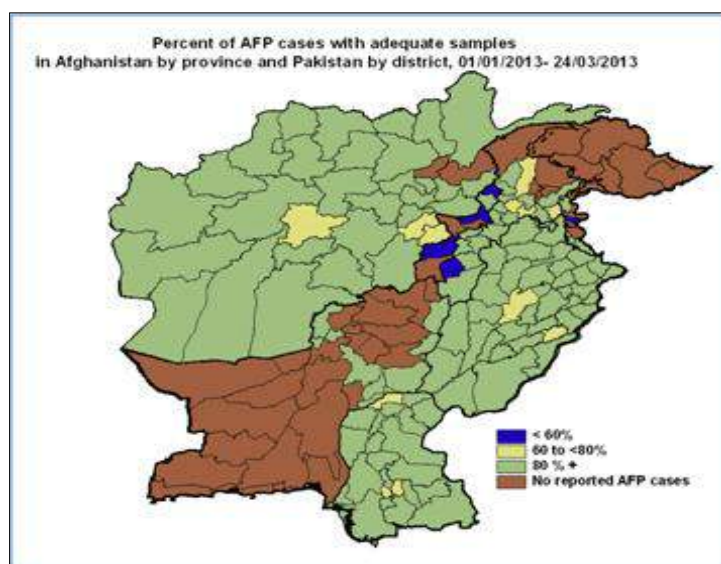 Percent of AFP cases with adequate samples
in Afghanistan by province and Pakistan by district, 01/01/2013- 24/03/2013
< 60%
60 to <80%
80 % +
No reported AFP cases